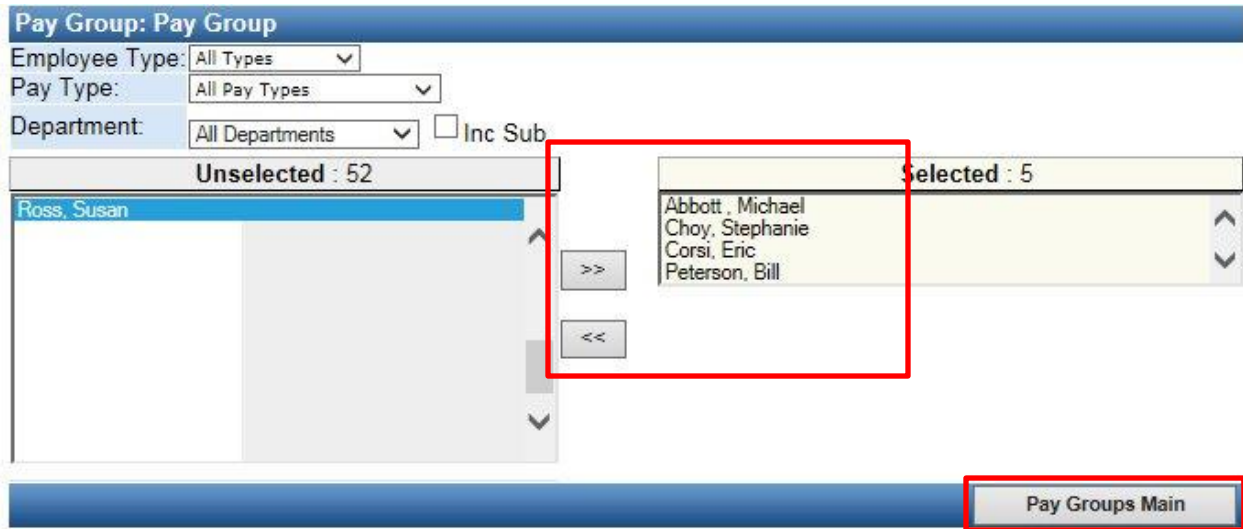 Pay Group: Pay Group
Employee Type: All Types
Pay Type: All Pay Types
Department: All Departments Inc Sub
Unselected : 52
Selected : 5
Ross, Susan
>>
<<
Abbott , Michael
Choy, Stephanie
Corsi, Eric
Peterson, Bill
Pay Groups Main